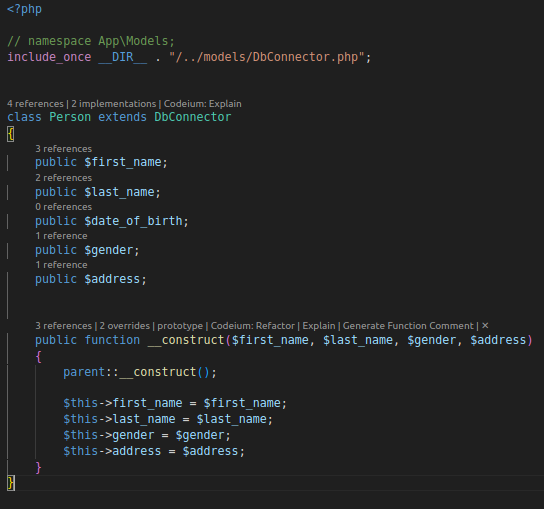 <?php
// namespace App\Models;
include_once __DIR__ . "/../models/DbConnector.php";
4 references | 2 implementations | Codeium: Explain
class Person extends DbConnector
{
3 references
public $first_name;
2 references
public $last_name;
0 references
public $date_of_birth;
1 reference
public $gender;
1 reference
public $address;
3 references | 2 overrides | prototype | Codeium: Refactor | Explain | Generate Function Comment | ✕
public function __construct($first_name, $last_name, $gender, $address)
{
parent::__construct();
$this->first_name = $first_name;
$this->last_name = $last_name;
$this->gender = $gender;
$this->address = $address;
}
}